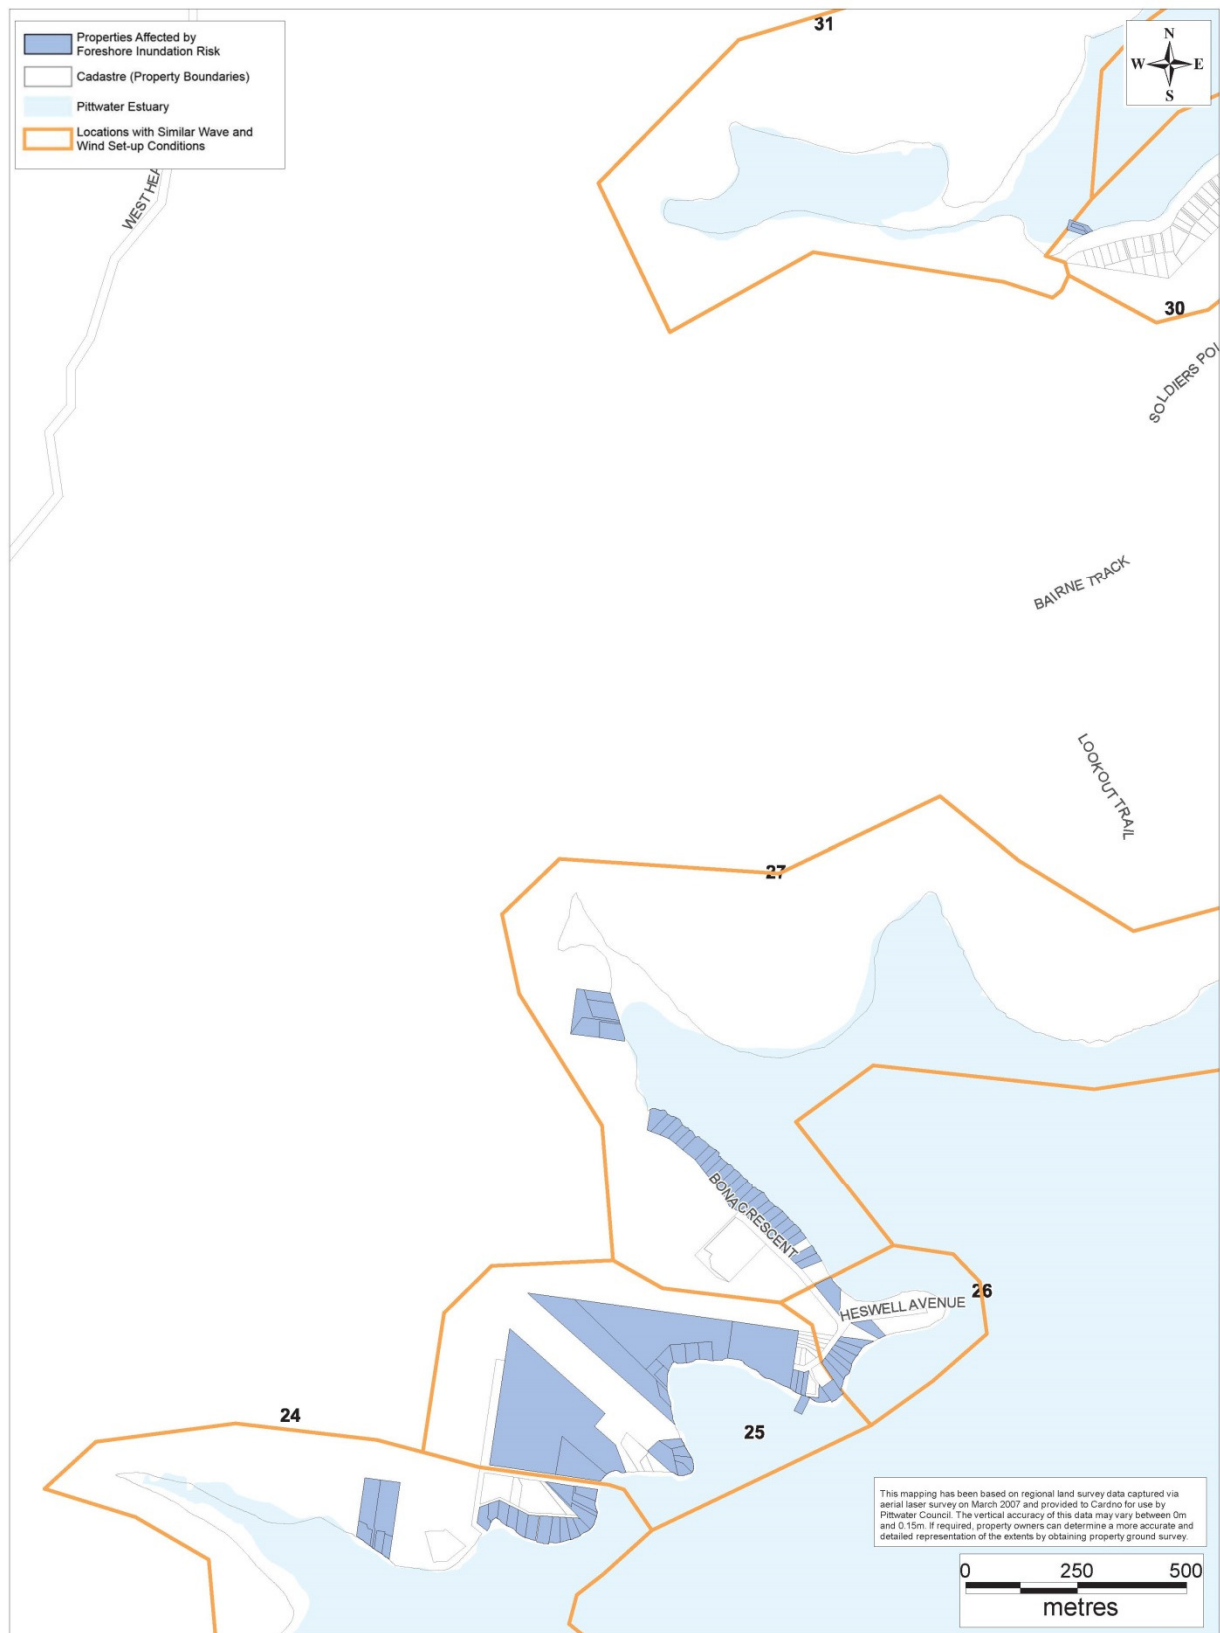 Properties Affected by
Foreshore Inundation Risk
Cadastre (Property Boundaries)
Pittwater Estuary
Locations with Similar Wave and
Wind Set-up Conditions
31
N
W E
S
WEST HEA
30
SOLDIERS POI
BAIRNE TRACK
LOOKOUT TRAIL
27
BONA CRESCENT
26
HESWELL AVENUE
24
25
This mapping has been based on regional land survey data captured via
aerial laser survey on March 2007 and provided to Cardno for use by
Pittwater Council. The vertical accuracy of this data may vary between 0m
and 0.15m. If required, property owners can determine a more accurate and
detailed representation of the extents by obtaining property ground survey.
0 250 500
metres